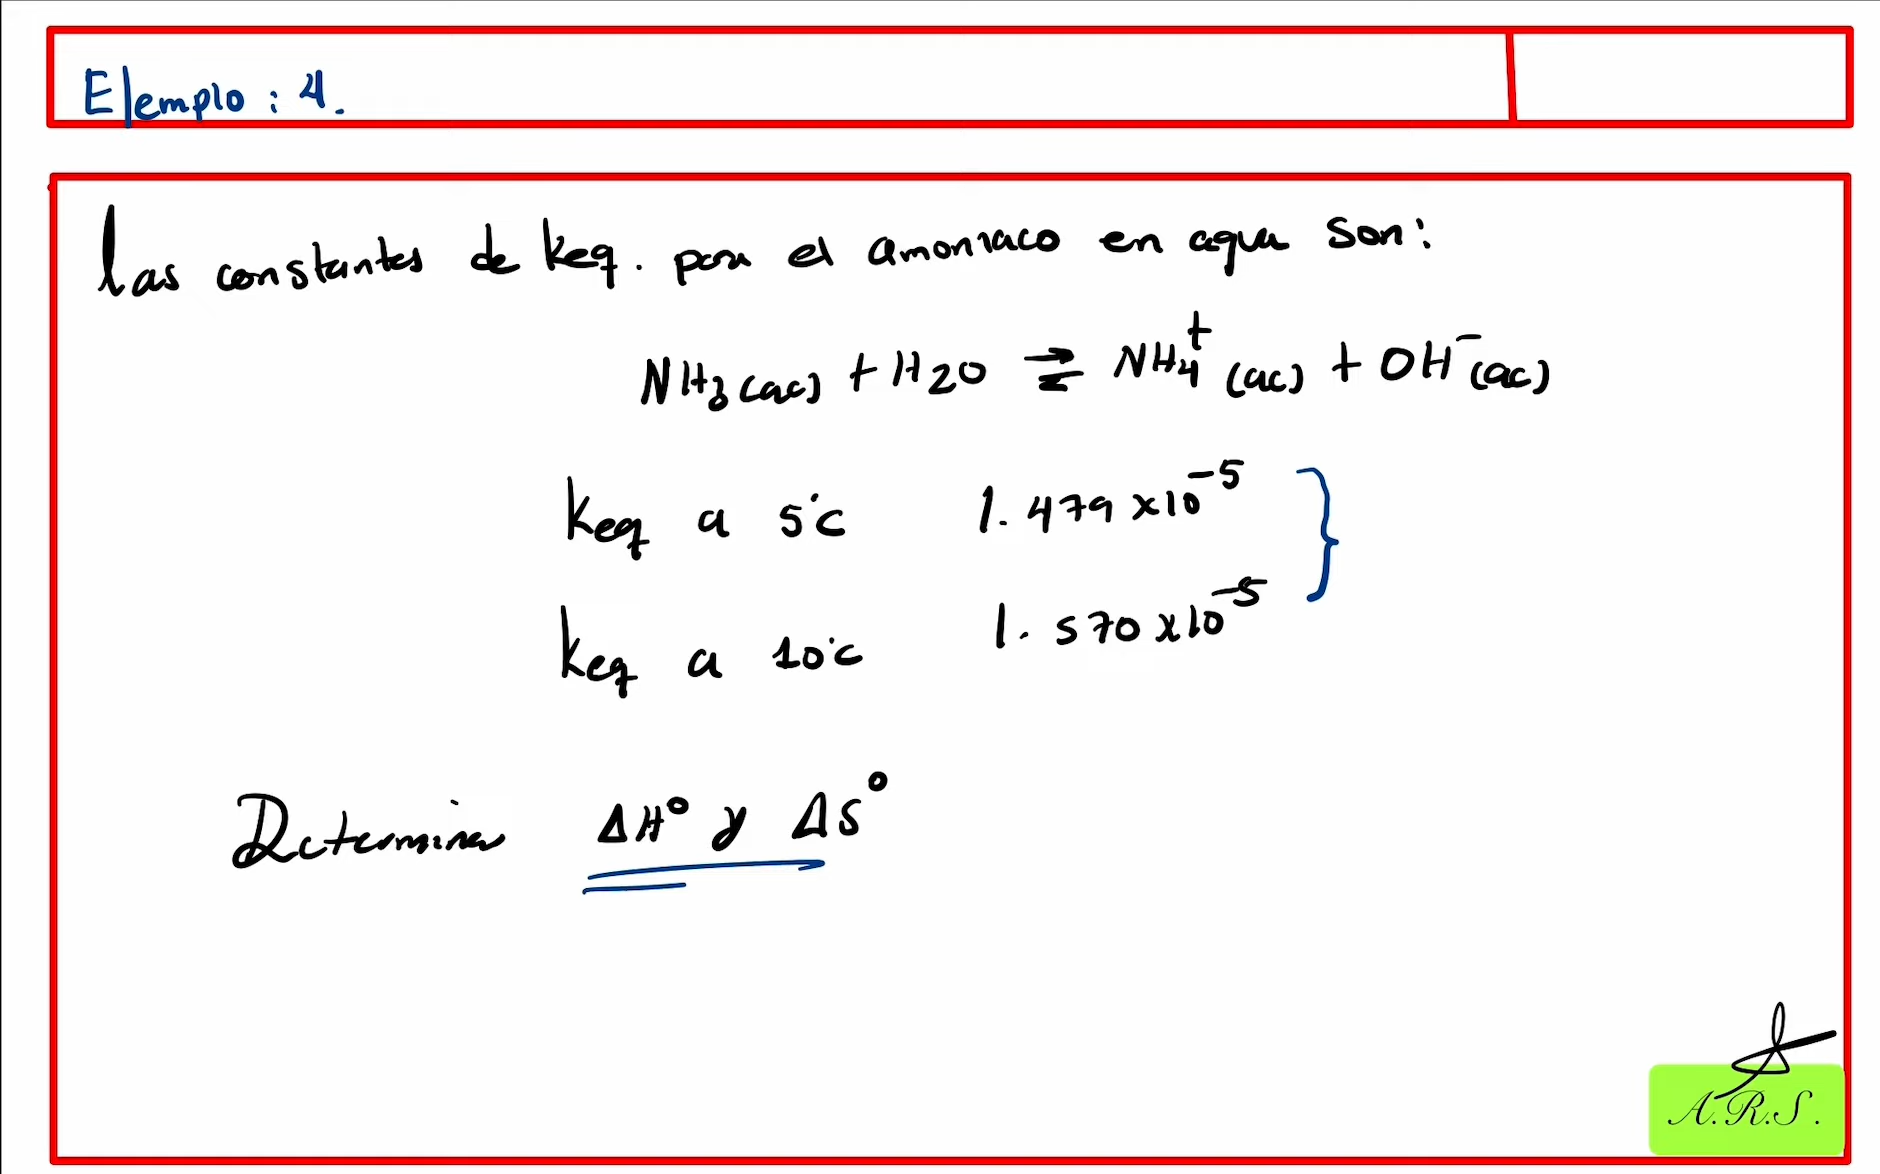 Ejemplo: 4.
Las constantes de keq. para el amoniaco en agua son:
NH3(ac) + H2O ⇌ NH4+ (ac) + OH-(ac)
keq a 5°C 1.479 x10-5
keq a 10°C 1.570 x10-5
Determinar ΔH° y ΔS°
A.R.S.